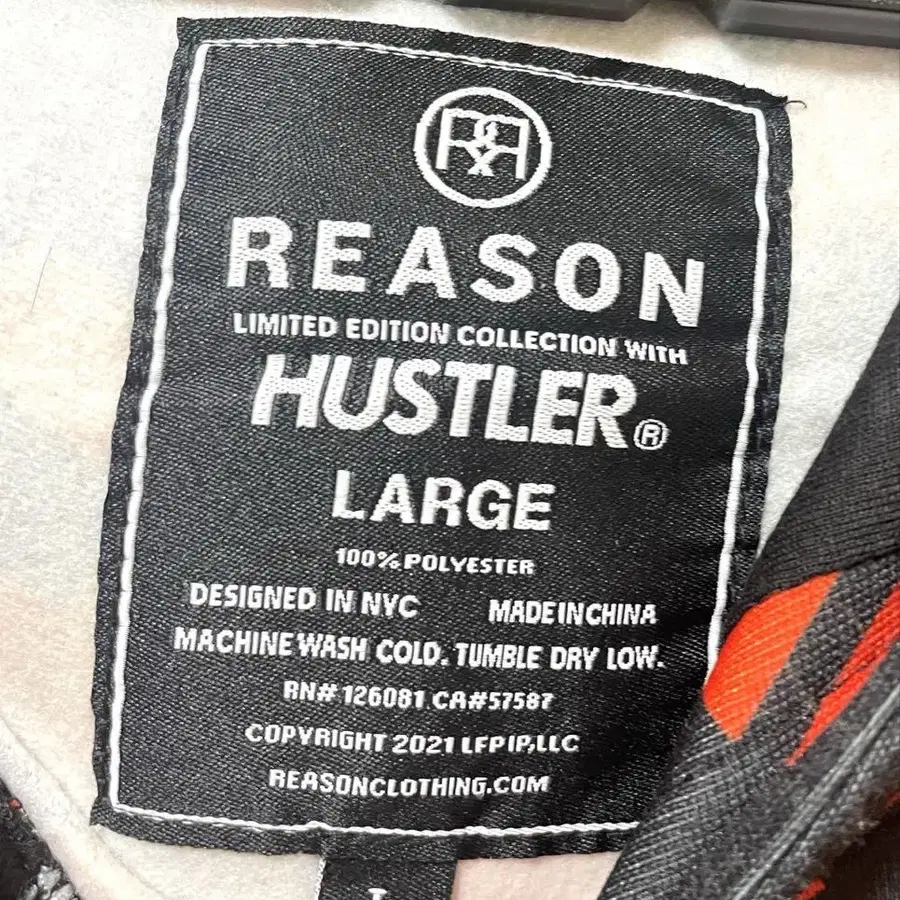 REASON
LIMITED EDITION COLLECTION WITH
HUSTLER®
LARGE
100% POLYESTER
DESIGNED IN NYC MADE IN CHINA
MACHINE WASH COLD. TUMBLE DRY LOW.
RN# 126081 CA#57587
COPYRIGHT 2021 LFP IP, LLC
REASONCLOTHING.COM